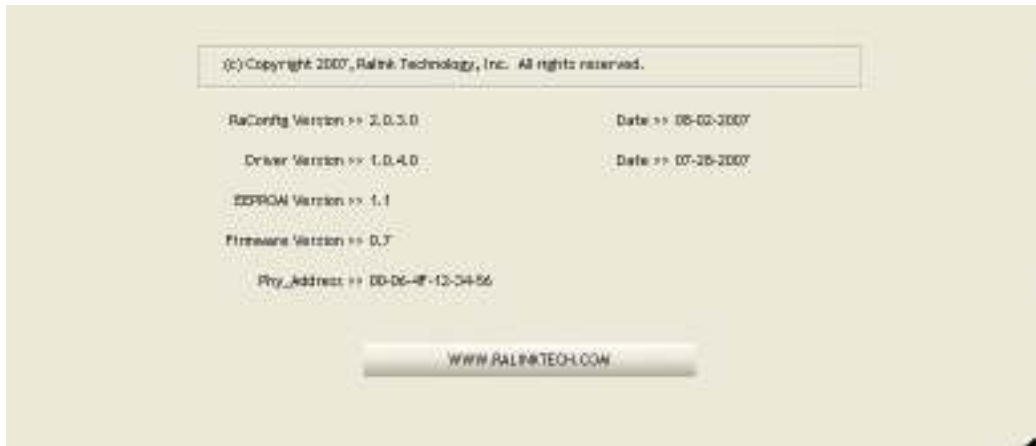 (c) Copyright 2007, Ralink Technology, Inc. All rights reserved.
RaConfig Version >> 2.0.3.0 Date >> 08-02-2007
Driver Version >> 1.0.4.0 Date >> 07-28-2007
EEPROM Version >> 1.1
Firmware Version >> 0.7
Phy_Address >> 00-06-4F-12-34-56
WWW.RALINKTECH.COM